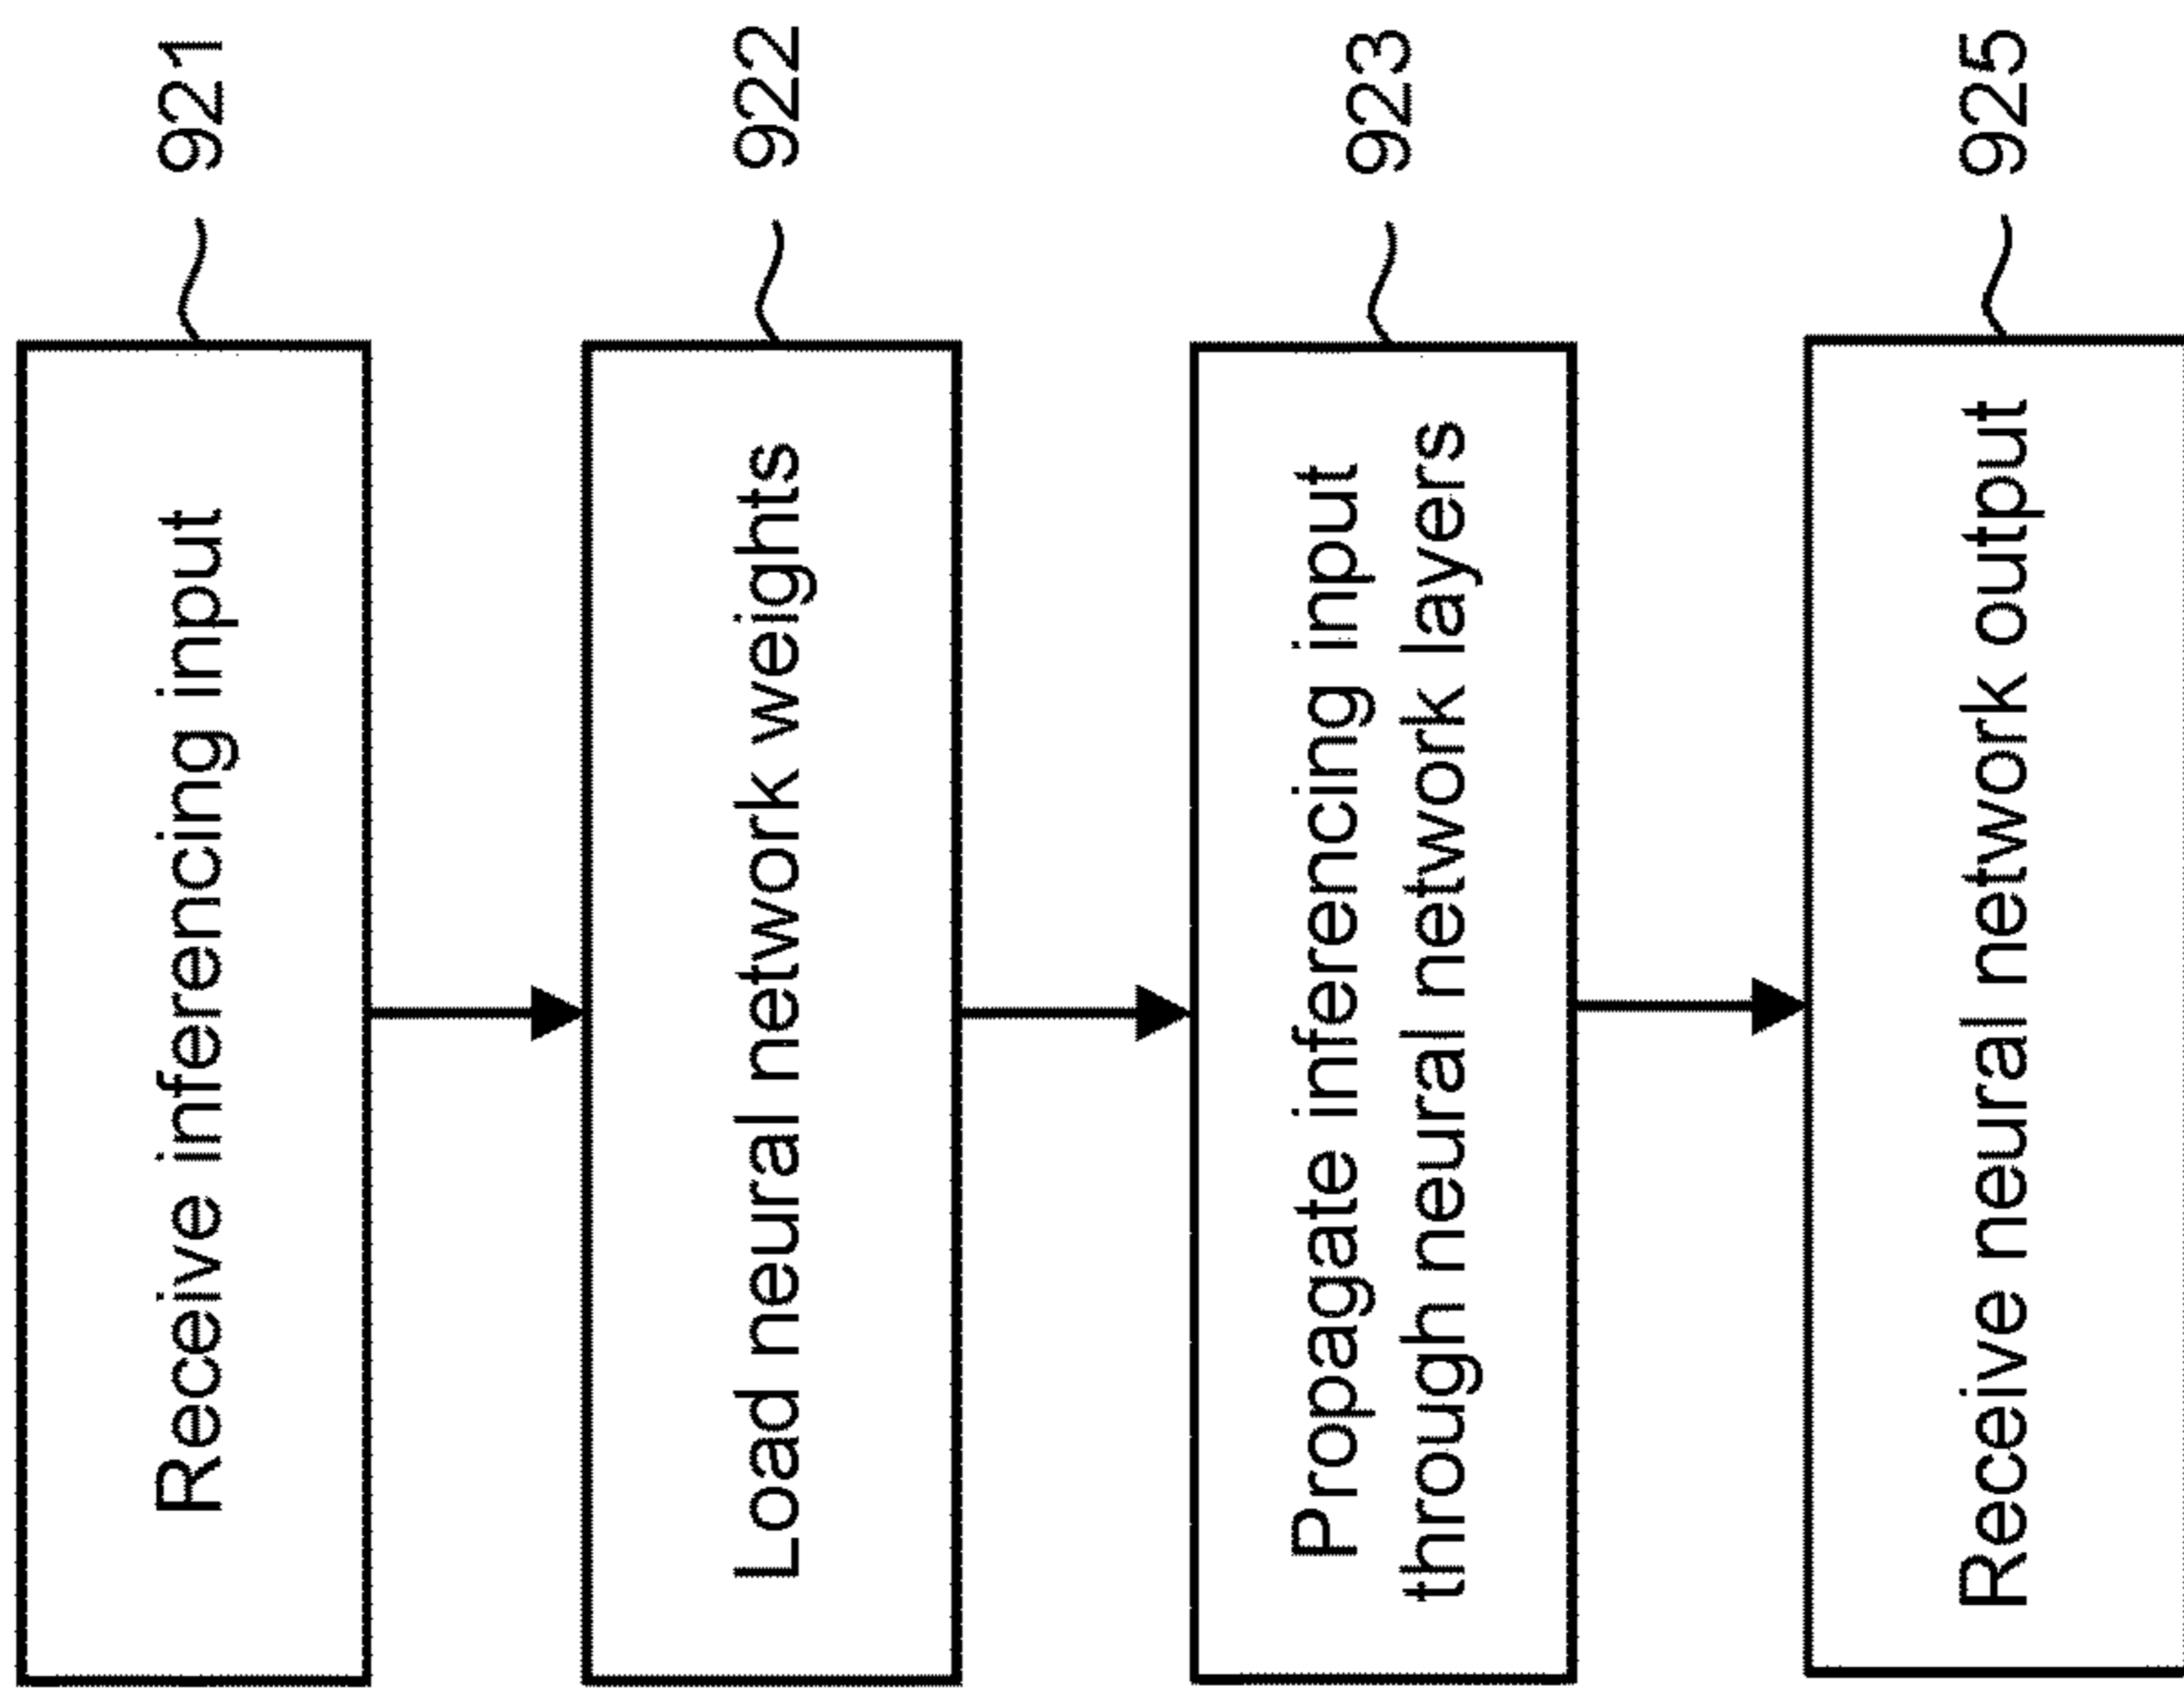 Receive inferencing input
921
Load neural network weights
922
Propagate inferencing input
through neural network layers
923
Receive neural network output
925